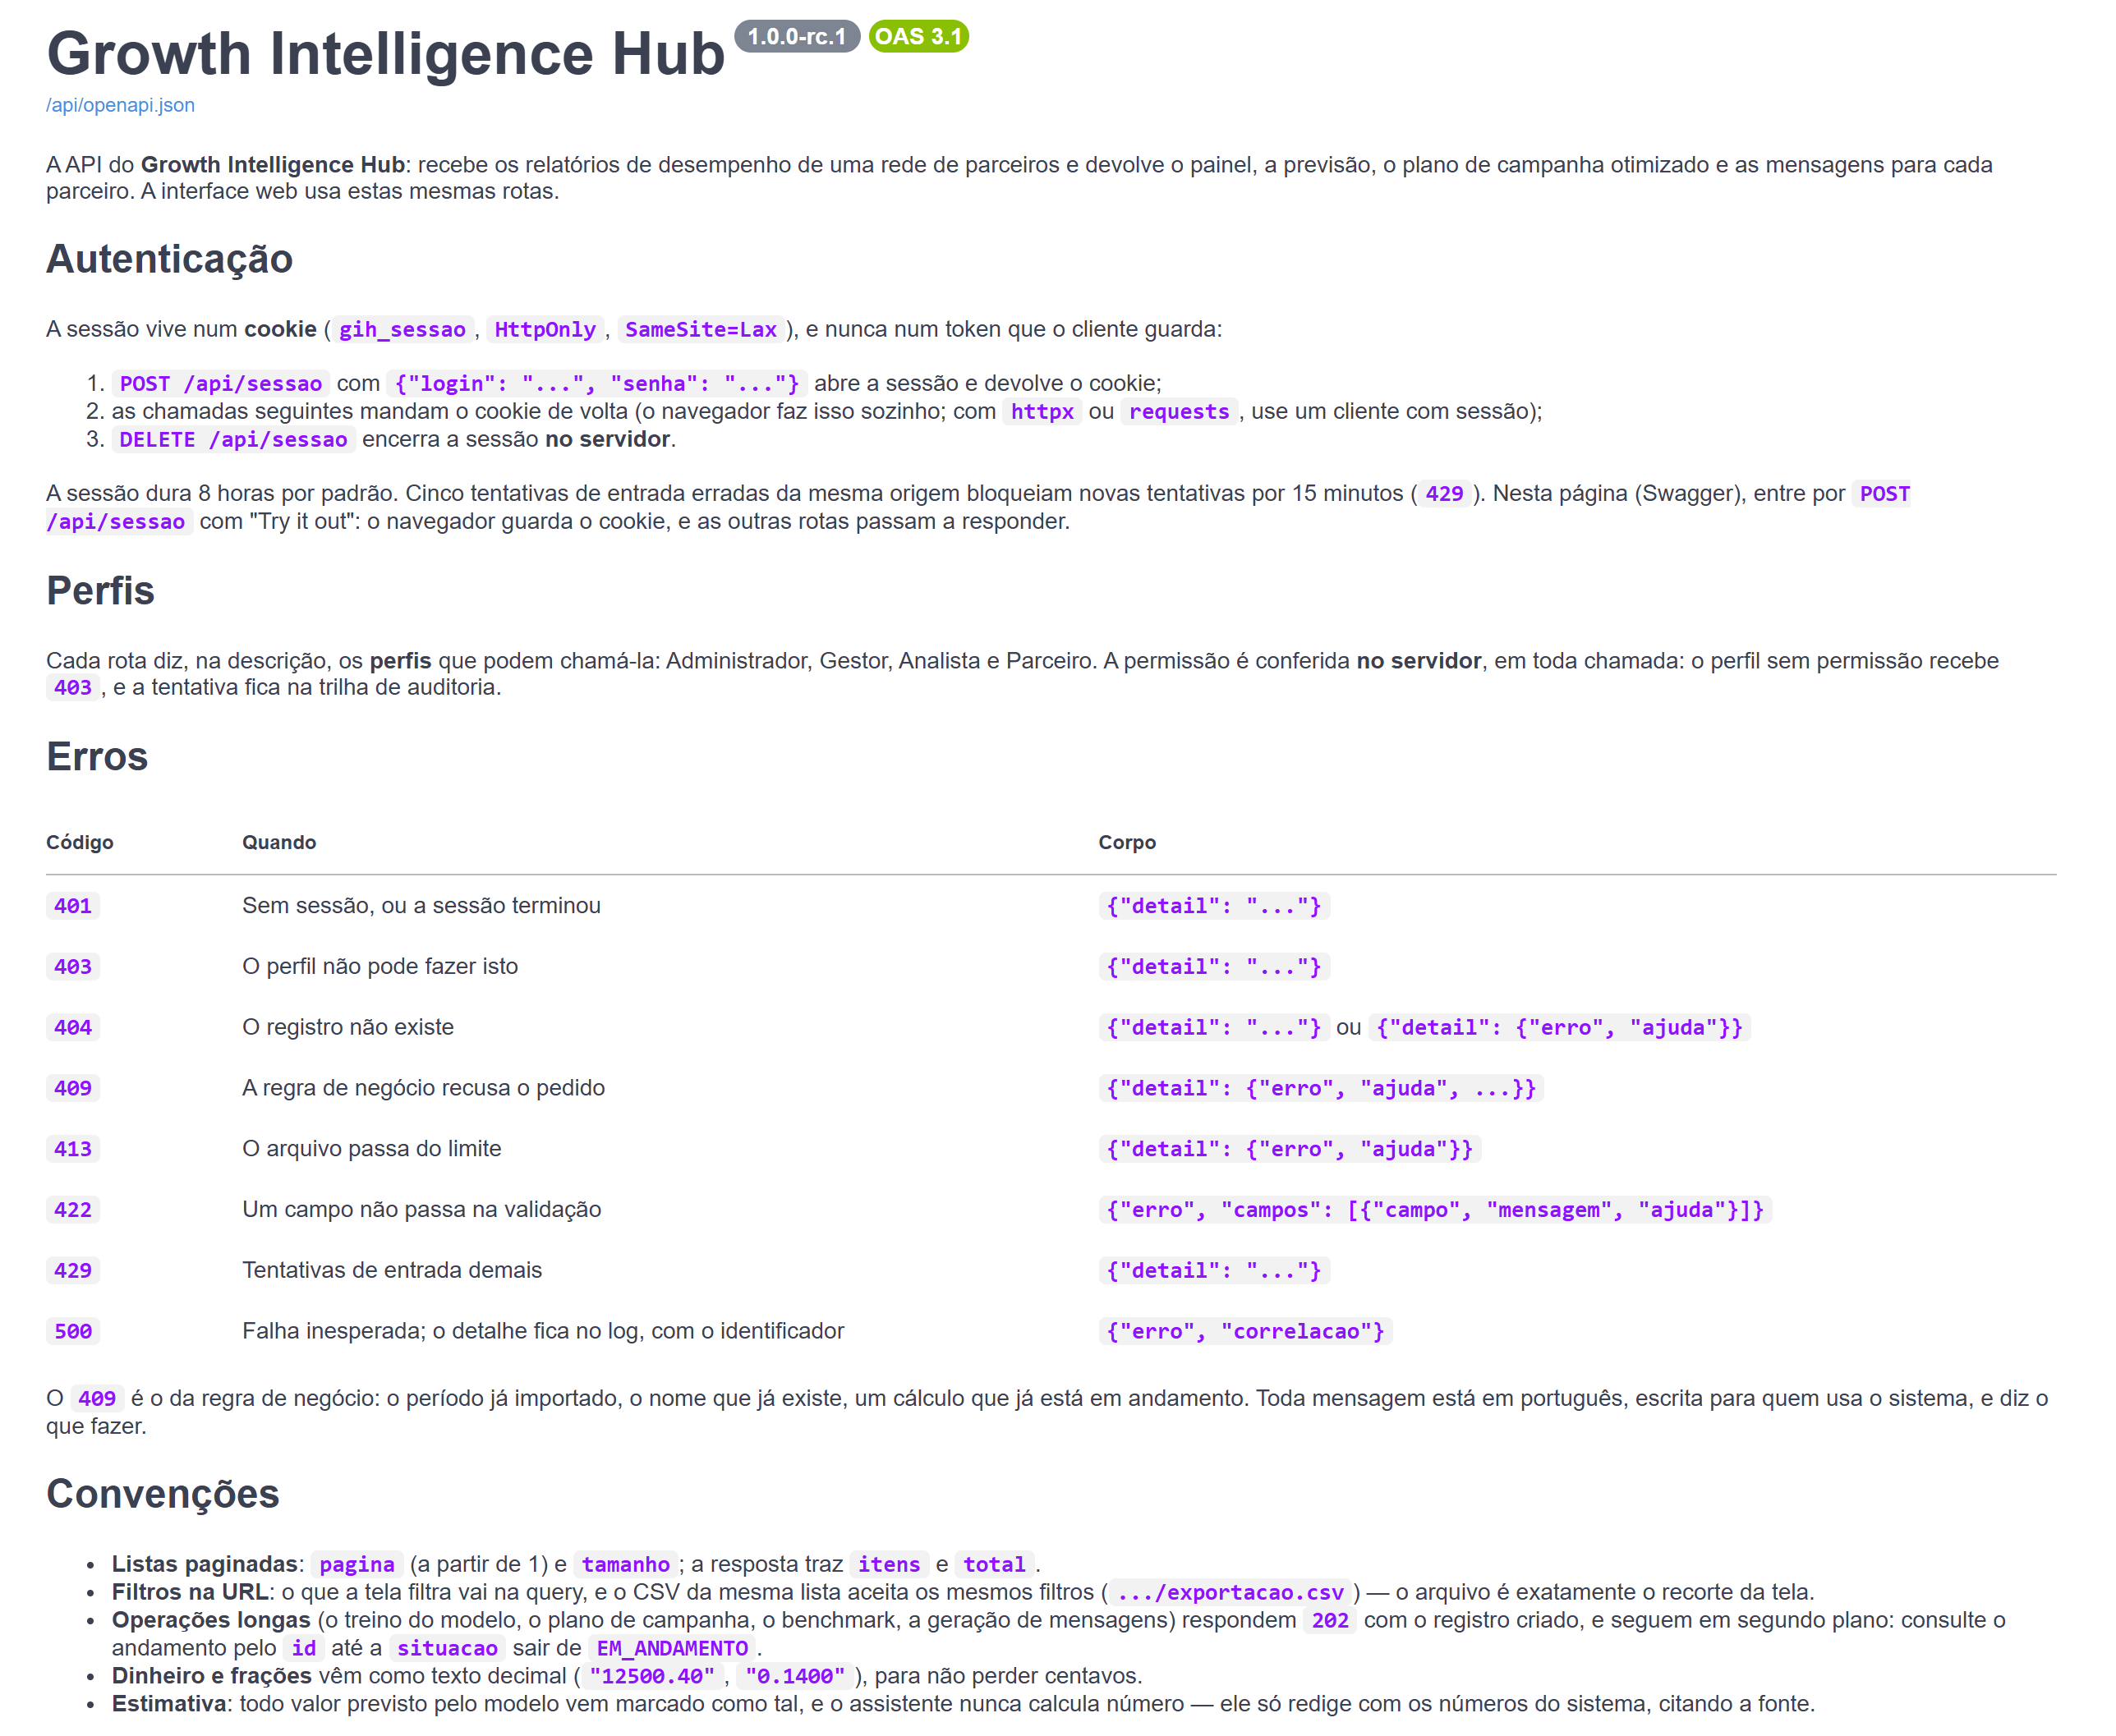 Growth Intelligence Hub 1.0.0-rc.1 OAS 3.1
/api/openapi.json
A API do Growth Intelligence Hub: recebe os relatórios de desempenho de uma rede de parceiros e devolve o painel, a previsão, o plano de campanha otimizado e as mensagens para cada
parceiro. A interface web usa estas mesmas rotas.
Autenticação
A sessão vive num cookie ( gih_sessao , HttpOnly , SameSite=Lax ), e nunca num token que o cliente guarda:
1. POST /api/sessao com {"login": "...", "senha": "..."} abre a sessão e devolve o cookie;
2. as chamadas seguintes mandam o cookie de volta (o navegador faz isso sozinho; com httpx ou requests , use um cliente com sessão);
3. DELETE /api/sessao encerra a sessão no servidor.
A sessão dura 8 horas por padrão. Cinco tentativas de entrada erradas da mesma origem bloqueiam novas tentativas por 15 minutos ( 429 ). Nesta página (Swagger), entre por POST
/api/sessao com "Try it out": o navegador guarda o cookie, e as outras rotas passam a responder.
Perfis
Cada rota diz, na descrição, os perfis que podem chamá-la: Administrador, Gestor, Analista e Parceiro. A permissão é conferida no servidor, em toda chamada: o perfil sem permissão recebe
403 , e a tentativa fica na trilha de auditoria.
Erros
Código Quando Corpo
401 Sem sessão, ou a sessão terminou {"detail": "..."}
403 O perfil não pode fazer isto {"detail": "..."}
404 O registro não existe {"detail": "..."} ou {"detail": {"erro", "ajuda"}}
409 A regra de negócio recusa o pedido {"detail": {"erro", "ajuda", ...}}
413 O arquivo passa do limite {"detail": {"erro", "ajuda"}}
422 Um campo não passa na validação {"erro", "campos": [{"campo", "mensagem", "ajuda"}]}
429 Tentativas de entrada demais {"detail": "..."}
500 Falha inesperada; o detalhe fica no log, com o identificador {"erro", "correlacao"}
O 409 é o da regra de negócio: o período já importado, o nome que já existe, um cálculo que já está em andamento. Toda mensagem está em português, escrita para quem usa o sistema, e diz o
que fazer.
Convenções
• Listas paginadas: pagina (a partir de 1) e tamanho ; a resposta traz itens e total .
• Filtros na URL: o que a tela filtra vai na query, e o CSV da mesma lista aceita os mesmos filtros ( .../exportacao.csv ) — o arquivo é exatamente o recorte da tela.
• Operações longas (o treino do modelo, o plano de campanha, o benchmark, a geração de mensagens) respondem 202 com o registro criado, e seguem em segundo plano: consulte o
andamento pelo id até a situacao sair de EM_ANDAMENTO .
• Dinheiro e frações vêm como texto decimal ( "12500.40" , "0.1400" ), para não perder centavos.
• Estimativa: todo valor previsto pelo modelo vem marcado como tal, e o assistente nunca calcula número — ele só redige com os números do sistema, citando a fonte.